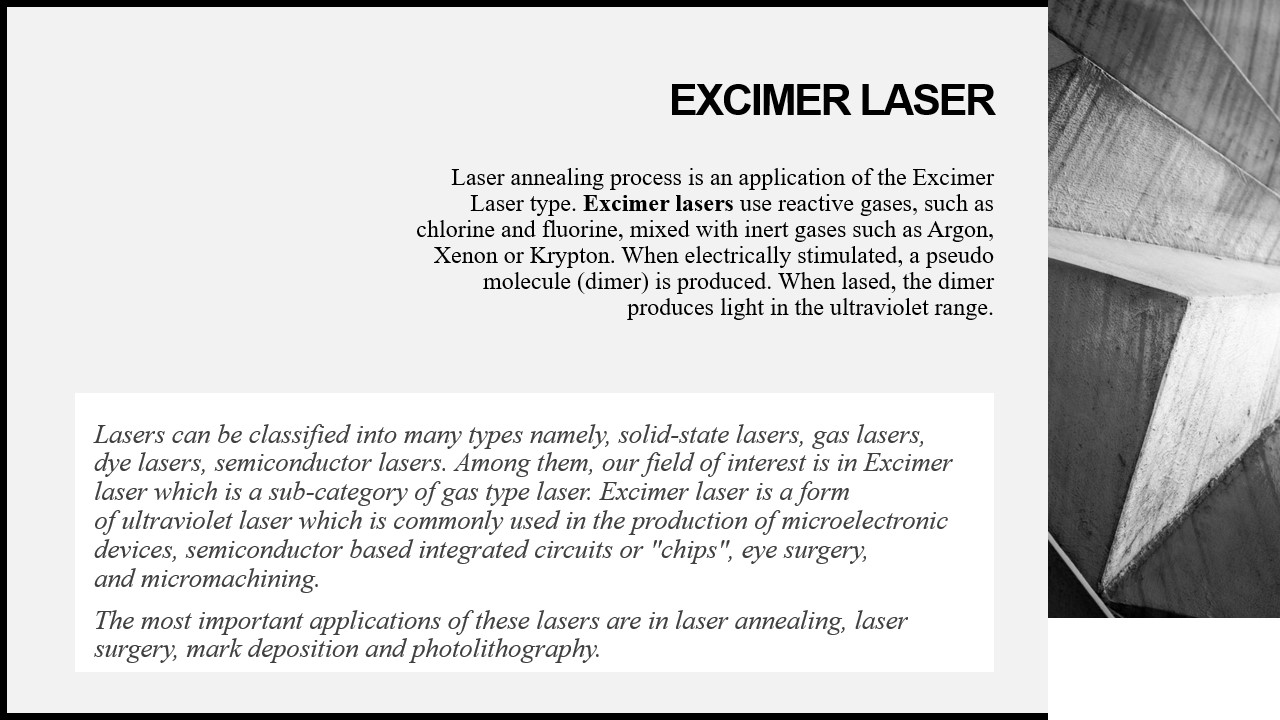 EXCIMER LASER
Laser annealing process is an application of the Excimer
Laser type. Excimer lasers use reactive gases, such as
chlorine and fluorine, mixed with inert gases such as Argon,
Xenon or Krypton. When electrically stimulated, a pseudo
molecule (dimer) is produced. When lased, the dimer
produces light in the ultraviolet range.
Lasers can be classified into many types namely, solid-state lasers, gas lasers,
dye lasers, semiconductor lasers. Among them, our field of interest is in Excimer
laser which is a sub-category of gas type laser. Excimer laser is a form
of ultraviolet laser which is commonly used in the production of microelectronic
devices, semiconductor based integrated circuits or "chips", eye surgery,
and micromachining.
The most important applications of these lasers are in laser annealing, laser
surgery, mark deposition and photolithography.